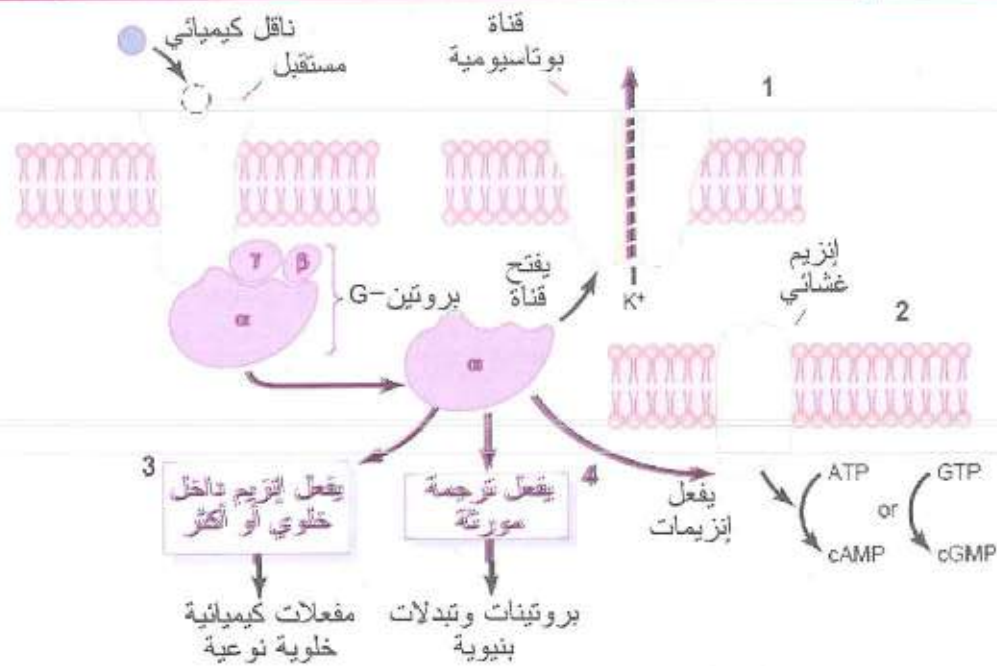 ناقل كيميائي
مستقبل
قناة
بوتاسيومية
1
γ
β
α
بروتين-G
يفتح
قناة
K+
إنزيم
غشائي
2
α
3
يفعل إنزيم داخل
خلوي أو أكثر
مفعلات كيميائية
خلوية نوعية
4
يفعل ترجمة
مورثة
بروتينات وتبدلات
بنيوية
يفعل
إنزيمات
ATP
cAMP
or
GTP
cGMP